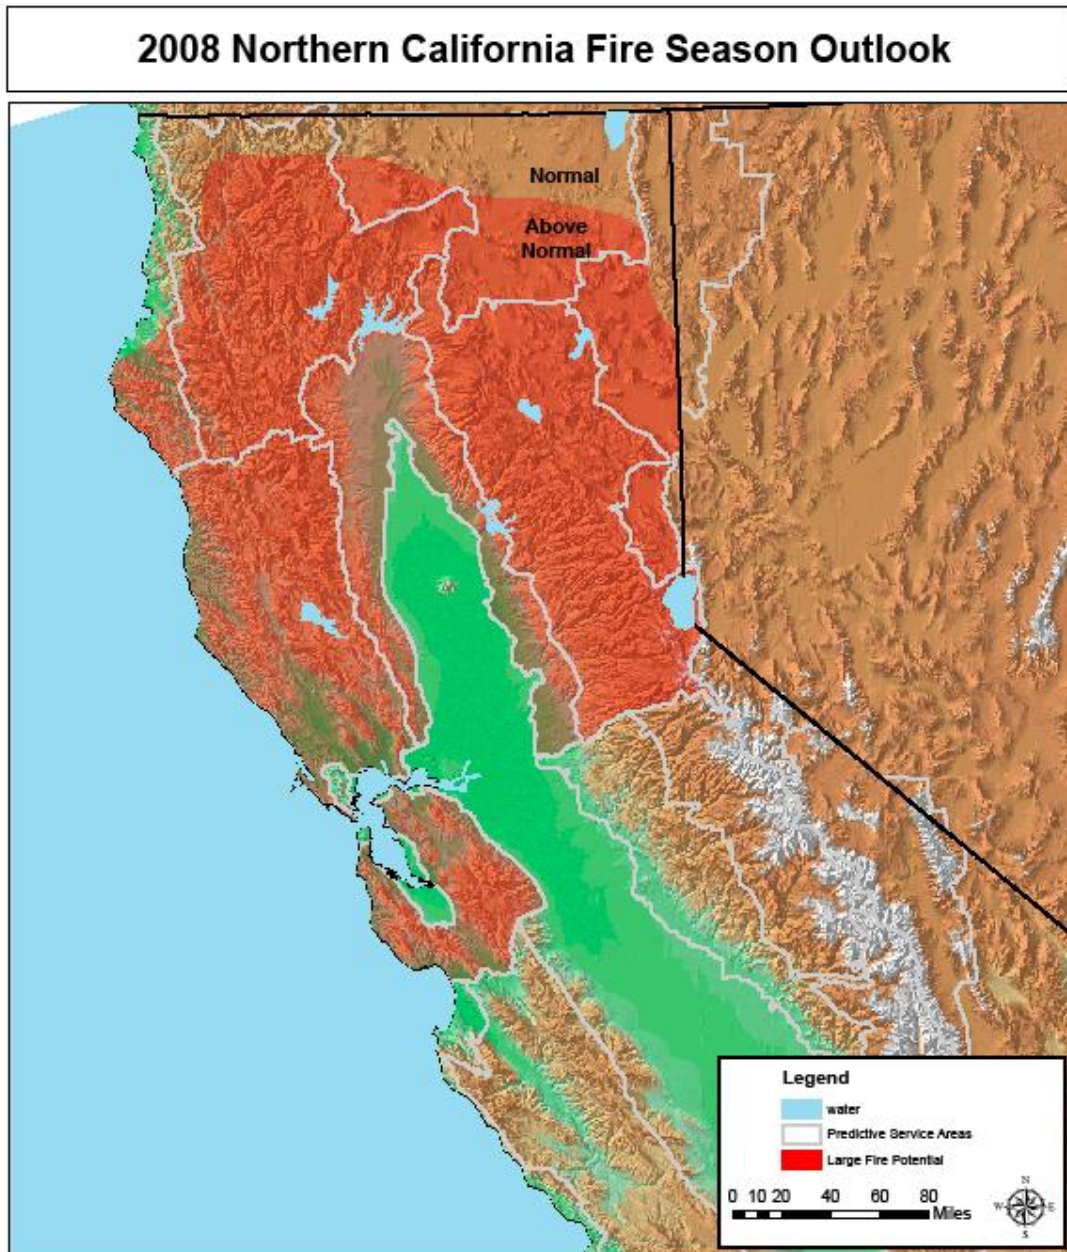 2008 Northern California Fire Season Outlook
Normal
Above
Normal
Legend
water
Predictive Service Areas
Large Fire Potential
0 10 20 40 60 80
Miles
N
W E
S